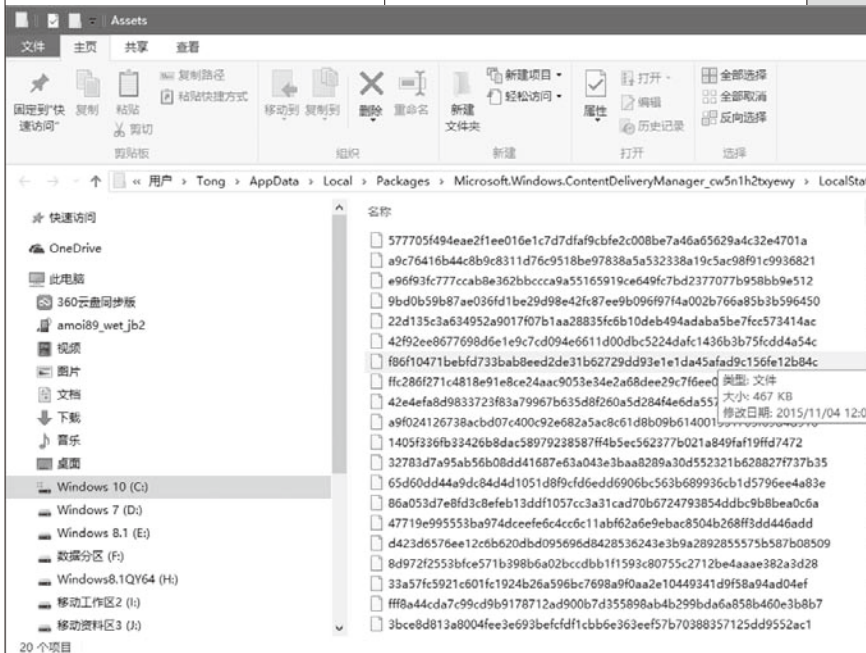 Assets
文件 主页 共享 查看
固定到"快速访问"
复制
粘贴
复制路径
粘贴快捷方式
剪切
移动到 复制到 删除 重命名
新建文件夹
新建项目
轻松访问
属性
打开
编辑
历史记录
全部选择
全部取消
反向选择
剪贴板 组织 新建 打开 选择
« 用户 › Tong › AppData › Local › Packages › Microsoft.Windows.ContentDeliveryManager_cw5n1h2txyewy › LocalStat
快速访问
OneDrive
此电脑
360云盘同步版
amoi89_wet_jb2
视频
图片
文档
下载
音乐
桌面
Windows 10 (C:)
Windows 7 (D:)
Windows 8.1 (E:)
数据分区 (F:)
Windows8.1QY64 (H:)
移动工作区2 (I:)
移动资料区3 (J:)
名称
577705f494eae2f1ee016e1c7d7dfaf9cbfe2c008be7a46a65629a4c32e4701a
a9c76416b44c8b9c8311d76c9518be97838a5a532338a19c5ac98f91c9936821
e96f93fc777ccab8e362bbccca9a55165919ce649fc7bd2377077b958bb9e512
9bd0b59b87ae036fd1be29d98e42fc87ee9b096f97f4a002b766a85b3b596450
22d135c3a634952a9017f07b1aa28835fc6b10deb494adaba5be7fcc573414ac
42f92ee8677698d6e1e9c7cd094e6611d00dbc5224dafc1436b3b75fcdd4a54c
f86f10471bebfd733bab8eed2de31b62729dd93e1e1da45afad9c156fe12b84c
ffc286f271c4818e91e8ce24aac9053e34e2a68dee29c7f6ee0
42e4efa8d9833723f83a79967b635d8f260a5d284f4e6da557
a9f024126738acbd07c400c92e682a5ac8c61d8b09b614001
1405f336fb33426b8dac58979238587ff4b5ec562377b021a849faf19ffd7472
32783d7a95ab56b08dd41687e63a043e3baa8289a30d552321b628827f737b35
65d60dd44a9dc84d4d1051d8f9cfd6edd6906bc563b689936cb1d5796ee4a83e
86a053d7e8fd3c8efeb13ddf1057cc3a31cad70b6724793854ddbc9b8bea0c6a
47719e995553ba974dceefe6c4cc6c11abf62a6e9ebac8504b268ff3dd446add
d423d6576ee12c6b620dbd095696d8428536243e3b9a2892855575b587b08509
8d972f2553bfce571b398b6a02bccdbb1f1593c80755c2712be4aaae382a3d28
33a57fc5921c601fc1924b26a596bc7698a9f0aa2e10449341d9f58a94ad04ef
fff8a44cda7c99cd9b9178712ad900b7d355898ab4b299bda6a858b460e3b8b7
3bce8d813a8004fee3e693befcfdf1cbb6e363eef57b70388357125dd9552ac1
类型: 文件
大小: 467 KB
修改日期: 2015/11/04 12:0
20 个项目